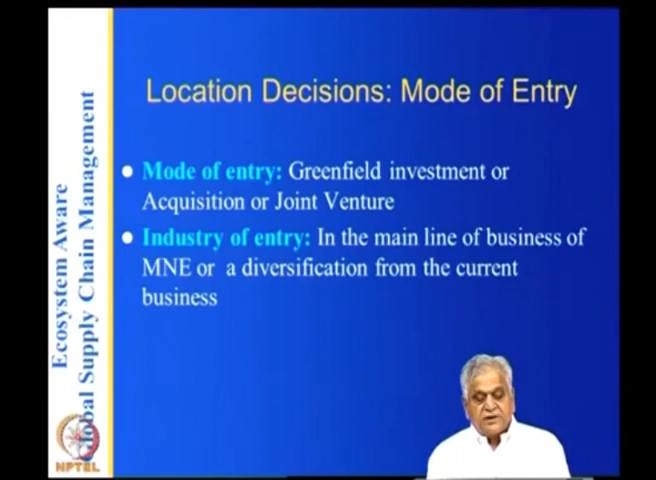 Location Decisions: Mode of Entry
Mode of entry: Greenfield investment or
Acquisition or Joint Venture
Industry of entry: In the main line of business of
MNE or a diversification from the current
business
Ecosystem Aware
Global Supply Chain Management
NPTEL